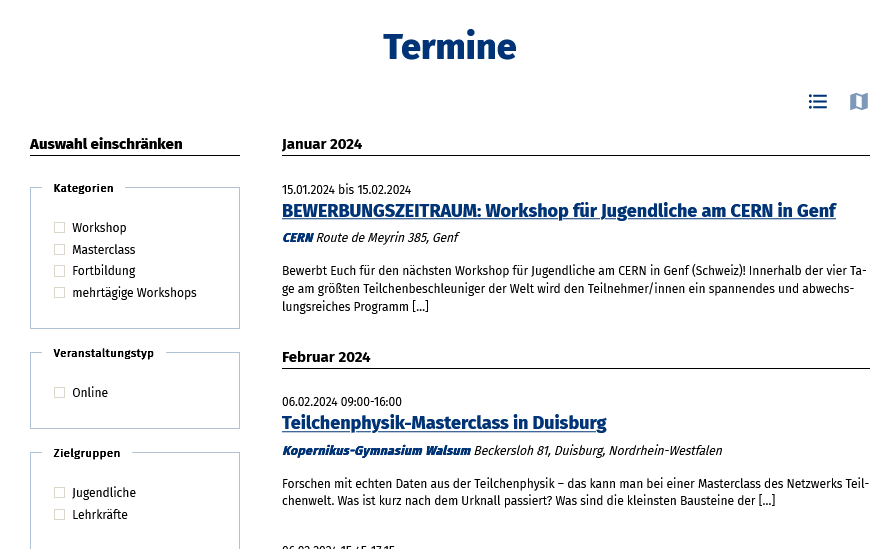 Termine
Auswahl einschränken
Kategorien
Workshop
Masterclass
Fortbildung
mehrtägige Workshops
Veranstaltungstyp
Online
Zielgruppen
Jugendliche
Lehrkräfte
Januar 2024
15.01.2024 bis 15.02.2024
BEWERBUNGSZEITRAUM: Workshop für Jugendliche am CERN in Genf
CERN Route de Meyrin 385, Genf
Bewerbt Euch für den nächsten Workshop für Jugendliche am CERN in Genf (Schweiz)! Innerhalb der vier Ta-
ge am größten Teilchenbeschleuniger der Welt wird den Teilnehmer/innen ein spannendes und abwechs-
lungsreiches Programm [...]
Februar 2024
06.02.2024 09:00-16:00
Teilchenphysik-Masterclass in Duisburg
Kopernikus-Gymnasium Walsum Beckersloh 81, Duisburg, Nordrhein-Westfalen
Forschen mit echten Daten aus der Teilchenphysik – das kann man bei einer Masterclass des Netzwerks Teil-
chenwelt. Was ist kurz nach dem Urknall passiert? Was sind die kleinsten Bausteine der [...]